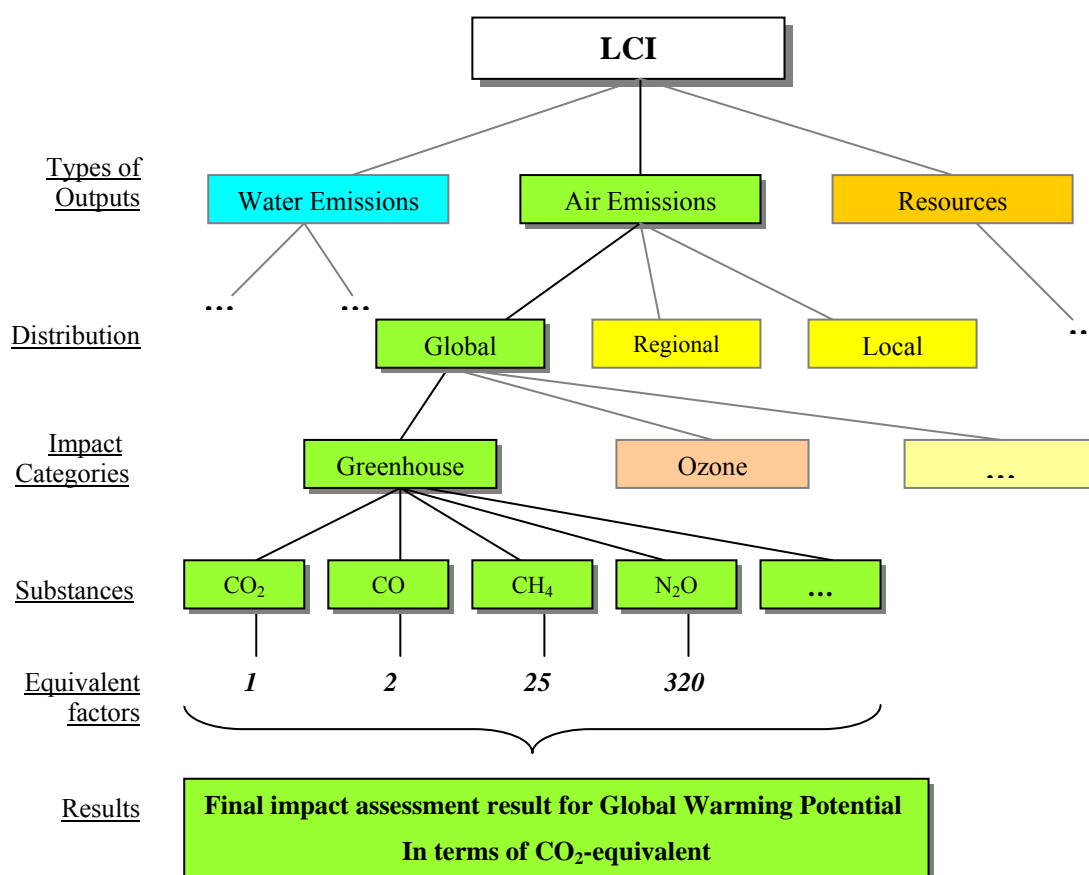 LCI
Types of
Outputs
Water Emissions
Air Emissions
Resources
...
...
..
Distribution
Global
Regional
Local
Impact
Categories
Greenhouse
Ozone
...
Substances
CO₂
CO
CH₄
N₂O
...
Equivalent
factors
1
2
25
320
Results
Final impact assessment result for Global Warming Potential
In terms of CO₂-equivalent